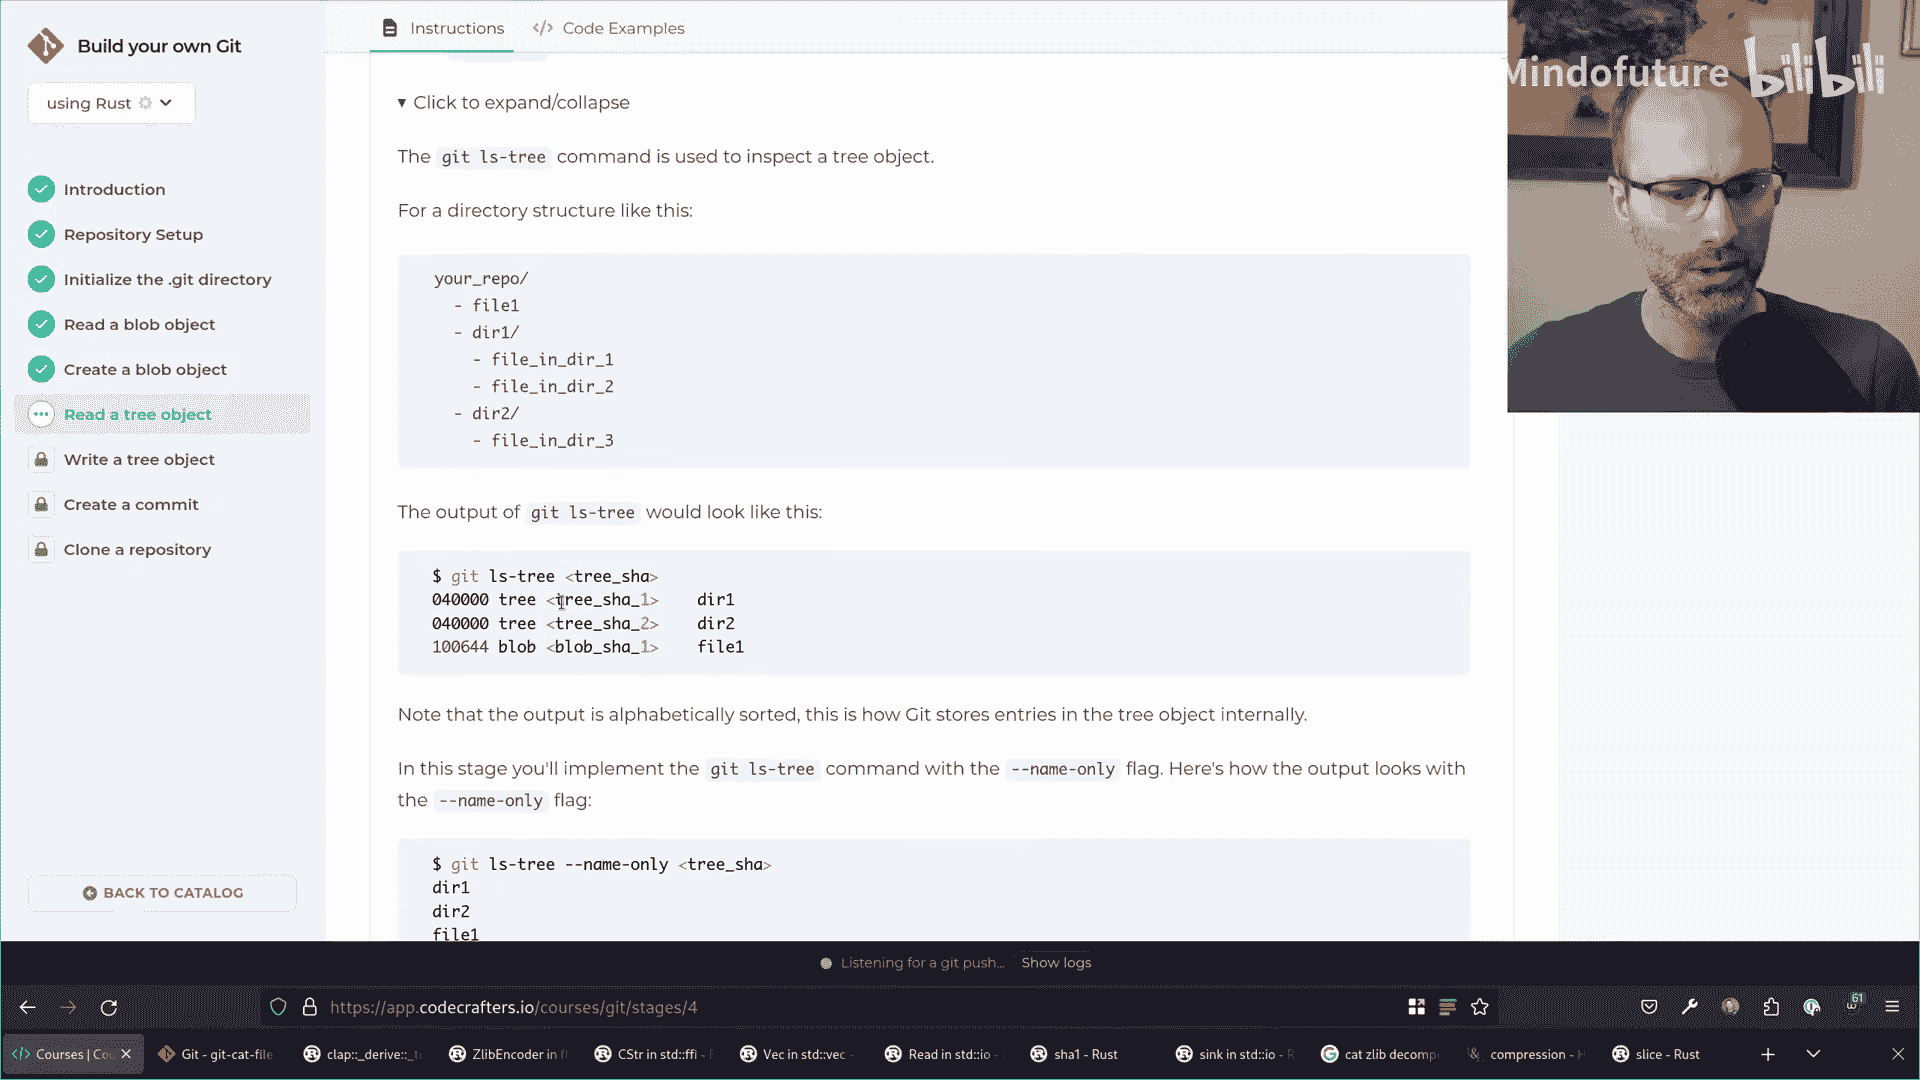 Build your own Git
using Rust
Introduction
Repository Setup
Initialize the .git directory
Read a blob object
Create a blob object
Read a tree object
Write a tree object
Create a commit
Clone a repository
BACK TO CATALOG
Instructions
</> Code Examples
▾ Click to expand/collapse
The git ls-tree command is used to inspect a tree object.
For a directory structure like this:
your_repo/
- file1
- dir1/
- file_in_dir_1
- file_in_dir_2
- dir2/
- file_in_dir_3
The output of git ls-tree would look like this:
$ git ls-tree <tree_sha>
040000 tree <tree_sha_1>    dir1
040000 tree <tree_sha_2>    dir2
100644 blob <blob_sha_1>    file1
Note that the output is alphabetically sorted, this is how Git stores entries in the tree object internally.
In this stage you'll implement the git ls-tree command with the --name-only flag. Here's how the output looks with
the --name-only flag:
$ git ls-tree --name-only <tree_sha>
dir1
dir2
file1
Mindofuture bilibili
Listening for a git push... Show logs
https://app.codecrafters.io/courses/git/stages/4
61
</> Courses | Cou
Git - git-cat-file
clap::_derive::_tu
ZlibEncoder in f
CStr in std::ffi -
Vec in std::vec -
Read in std::io -
sha1 - Rust
sink in std::io - R
cat zlib decomp
compression -
slice - Rust